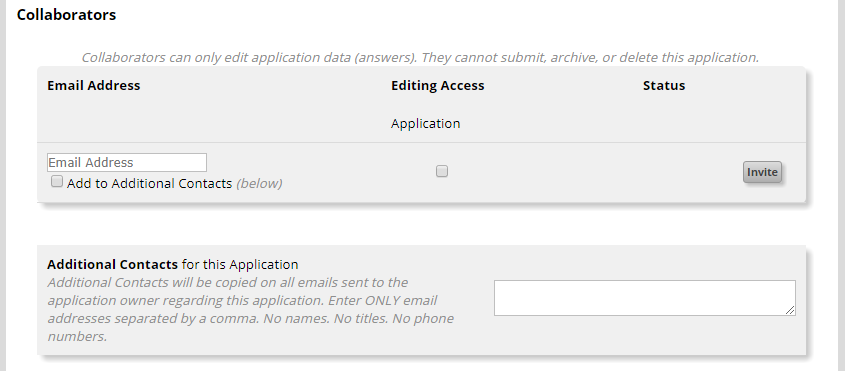 Collaborators
Collaborators can only edit application data (answers). They cannot submit, archive, or delete this application.
Email Address Editing Access Status
Application
Email Address
Add to Additional Contacts (below)
Invite
Additional Contacts for this Application
Additional Contacts will be copied on all emails sent to the
application owner regarding this application. Enter ONLY email
addresses separated by a comma. No names. No titles. No phone
numbers.